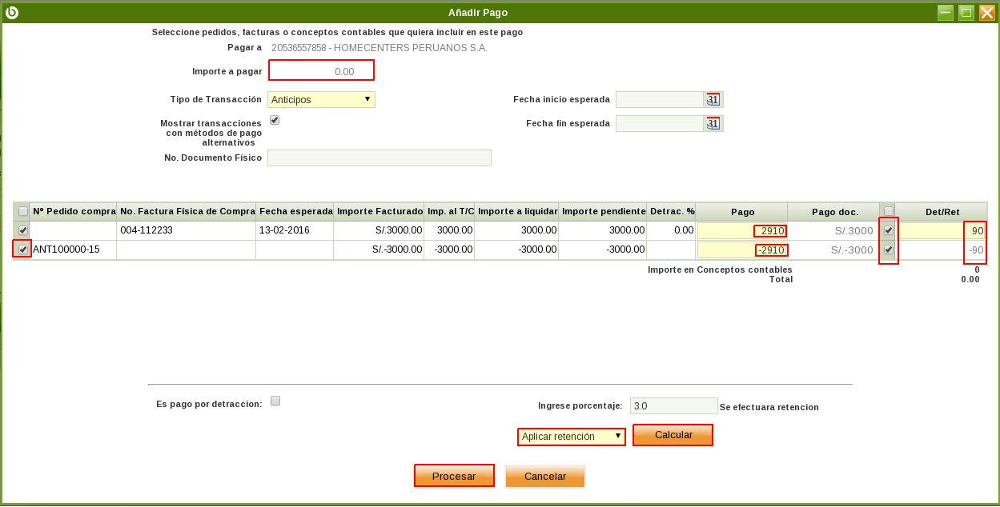 Añadir Pago
Seleccione pedidos, facturas o conceptos contables que quiera incluir en este pago
Pagar a 20536557858 - HOMECENTERS PERUANOS S.A.
Importe a pagar 0.00
Tipo de Transacción Anticipos Fecha inicio esperada 31
Mostrar transacciones
con métodos de pago
alternativos
Fecha fin esperada 31
No. Documento Físico
Nº Pedido compra No. Factura Física de Compra Fecha esperada Importe Facturado Imp. al T/C Importe a liquidar Importe pendiente Detrac. % Pago Pago doc. Det/Ret
004-112233 13-02-2016 S/.3000.00 3000.00 3000.00 3000.00 0.00 2910 S/.3000 90
ANT100000-15 S/.-3000.00 -3000.00 -3000.00 -3000.00 -2910 S/.-3000 -90
Importe en Conceptos contables 0
Total 0.00
Es pago por detraccion: Ingrese porcentaje: 3.0 Se efectuara retencion
Aplicar retención Calcular
Procesar Cancelar